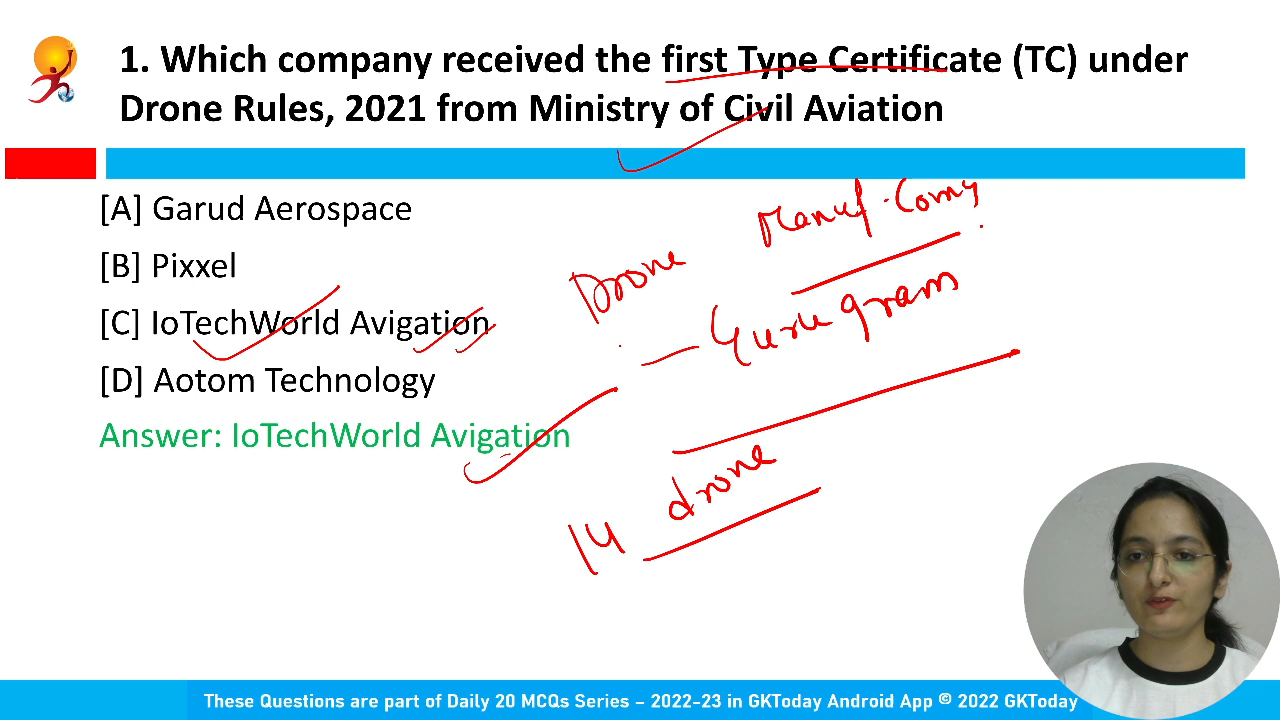 1. Which company received the first Type Certificate (TC) under
Drone Rules, 2021 from Ministry of Civil Aviation
[A] Garud Aerospace
[B] Pixxel
[C] IoTechWorld Avigation
[D] Aotom Technology
Answer: IoTechWorld Avigation
Drone Manuf. Comy
Gurugram
14 drone
These Questions are part of Daily 20 MCQs Series – 2022-23 in GKToday Android App © 2022 GKToday